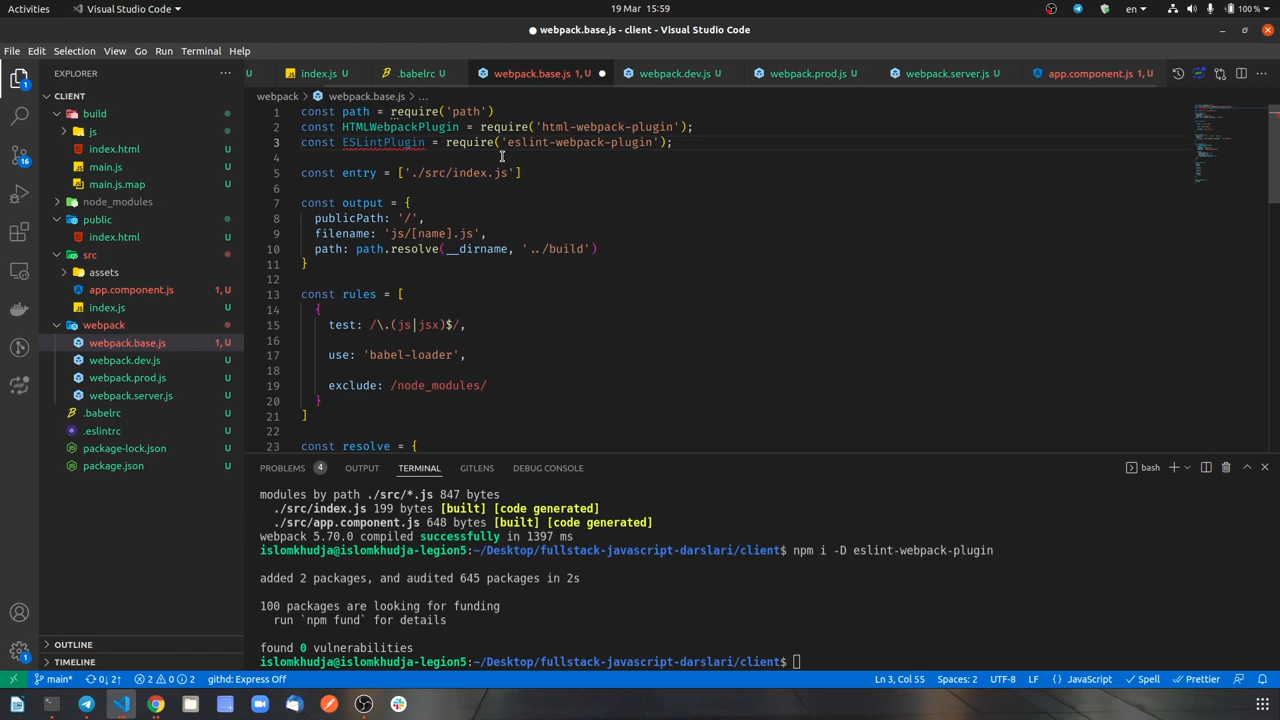 Activities
Visual Studio Code
19 Mar 15:59
en
100 %
webpack.base.js - client - Visual Studio Code
File Edit Selection View Go Run Terminal Help
EXPLORER
CLIENT
build
js
index.html U
main.js U
main.js.map U
node_modules
public
index.html U
src
assets
app.component.js 1, U
index.js U
webpack
webpack.base.js 1, U
webpack.dev.js U
webpack.prod.js U
webpack.server.js U
.babelrc U
.eslintrc U
package-lock.json U
package.json U
OUTLINE
TIMELINE
1
16
1
U
index.js U
.babelrc U
webpack.base.js 1, U
webpack.dev.js U
webpack.prod.js U
webpack.server.js U
app.component.js 1, U
webpack > webpack.base.js > ...
1 const path = require('path')
2 const HTMLWebpackPlugin = require('html-webpack-plugin');
3 const ESLintPlugin = require('eslint-webpack-plugin');
4
5 const entry = ['./src/index.js']
6
7 const output = {
8 publicPath: '/',
9 filename: 'js/[name].js',
10 path: path.resolve(__dirname, '../build')
11 }
12
13 const rules = [
14 {
15 test: /\.(js|jsx)$/,
16
17 use: 'babel-loader',
18
19 exclude: /node_modules/
20 }
21 ]
22
23 const resolve = {
PROBLEMS 4 OUTPUT TERMINAL GITLENS DEBUG CONSOLE
bash
modules by path ./src/*.js 847 bytes
./src/index.js 199 bytes [built] [code generated]
./src/app.component.js 648 bytes [built] [code generated]
webpack 5.70.0 compiled successfully in 1397 ms
islomkhudja@islomkhudja-legion5:~/Desktop/fullstack-javascript-darslari/client$ npm i -D eslint-webpack-plugin
added 2 packages, and audited 645 packages in 2s
100 packages are looking for funding
run `npm fund` for details
found 0 vulnerabilities
islomkhudja@islomkhudja-legion5:~/Desktop/fullstack-javascript-darslari/client$
main*
0↓ 2↑
2 0 2
githd: Express Off
Ln 3, Col 55
Spaces: 2
UTF-8
LF
{} JavaScript
Spell
Prettier